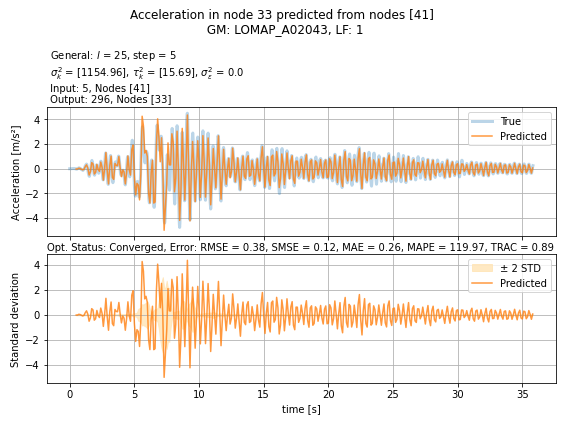 Acceleration in node 33 predicted from nodes [41]
GM: LOMAP_A02043, LF: 1
General: l = 25, step = 5
σ²ₖ = [1154.96], τ²ₖ = [15.69], σ²ε = 0.0
Input: 5, Nodes [41]
Output: 296, Nodes [33]
4
2
0
−2
−4
Acceleration [m/s²]
True
Predicted
Opt. Status: Converged, Error: RMSE = 0.38, SMSE = 0.12, MAE = 0.26, MAPE = 119.97, TRAC = 0.89
4
2
0
−2
−4
Standard deviation
± 2 STD
Predicted
0 5 10 15 20 25 30 35
time [s]